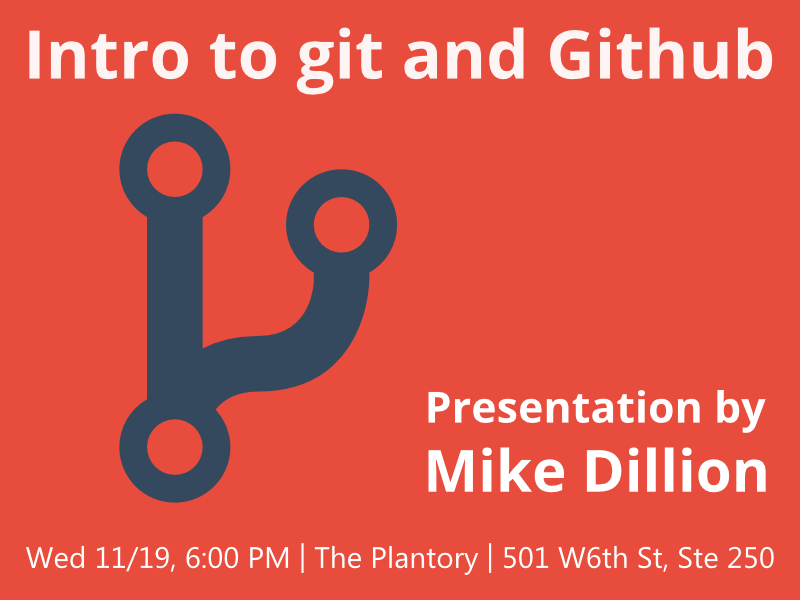 Intro to git and Github
Presentation by
Mike Dillion
Wed 11/19, 6:00 PM | The Plantory | 501 W6th St, Ste 250